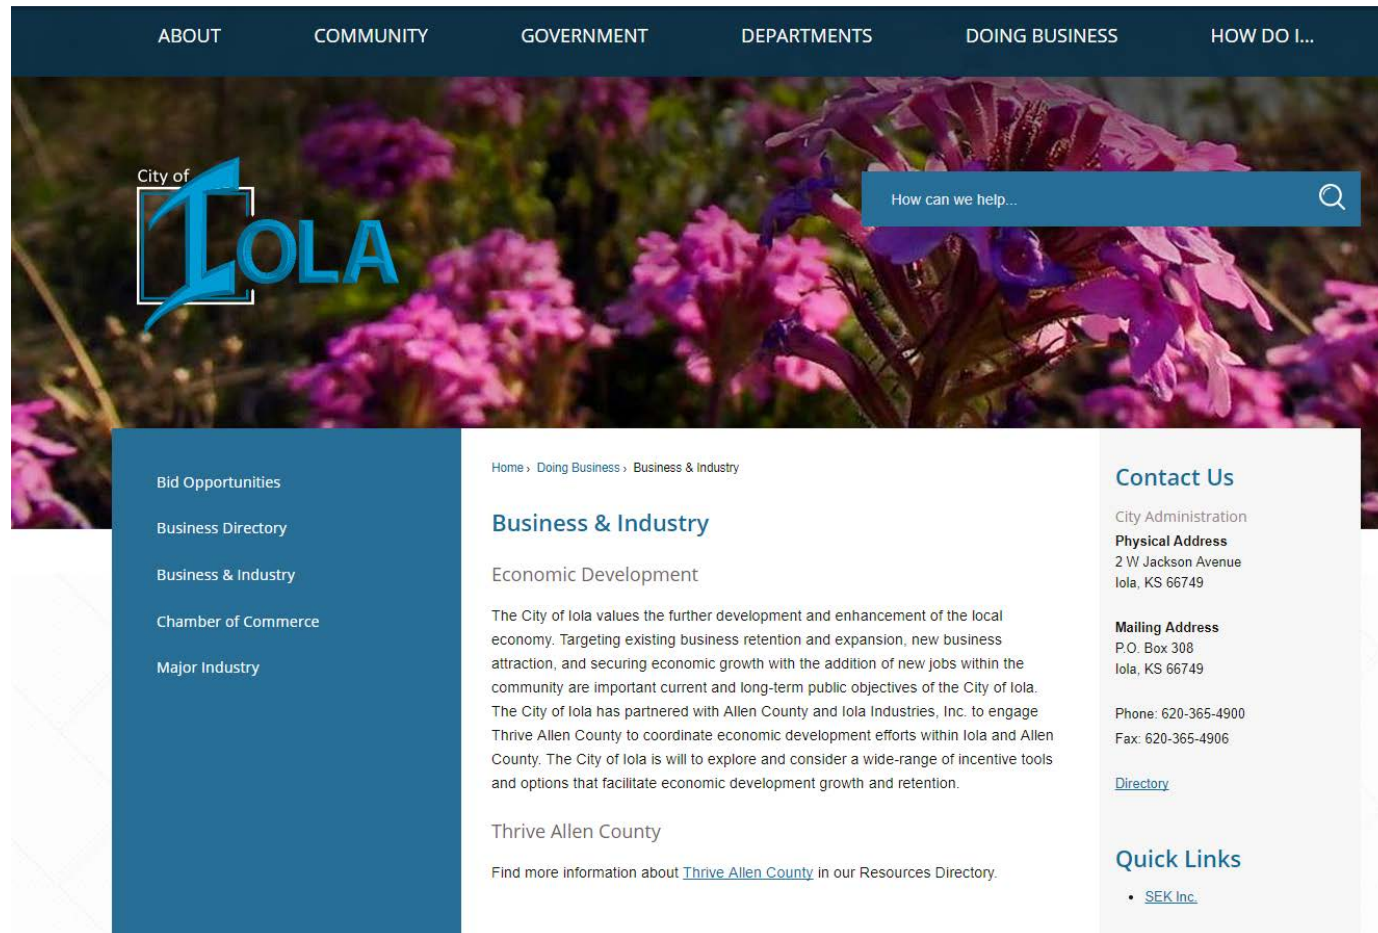 ABOUT COMMUNITY GOVERNMENT DEPARTMENTS DOING BUSINESS HOW DO I...
City of
IOLA
How can we help...
Bid Opportunities
Business Directory
Business & Industry
Chamber of Commerce
Major Industry
Home › Doing Business › Business & Industry
Business & Industry
Economic Development
The City of Iola values the further development and enhancement of the local
economy. Targeting existing business retention and expansion, new business
attraction, and securing economic growth with the addition of new jobs within the
community are important current and long-term public objectives of the City of Iola.
The City of Iola has partnered with Allen County and Iola Industries, Inc. to engage
Thrive Allen County to coordinate economic development efforts within Iola and Allen
County. The City of Iola is will to explore and consider a wide-range of incentive tools
and options that facilitate economic development growth and retention.
Thrive Allen County
Find more information about Thrive Allen County in our Resources Directory.
Contact Us
City Administration
Physical Address
2 W Jackson Avenue
Iola, KS 66749
Mailing Address
P.O. Box 308
Iola, KS 66749
Phone: 620-365-4900
Fax: 620-365-4906
Directory
Quick Links
• SEK Inc.